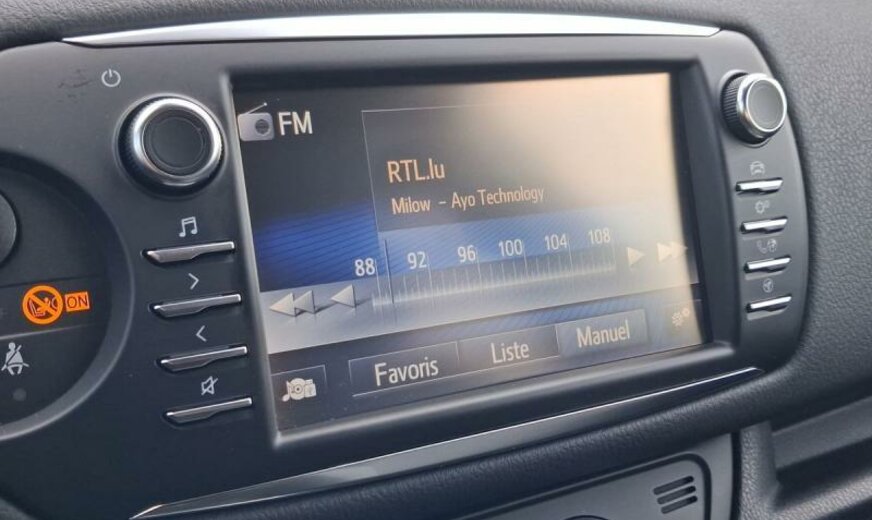 FM
RTL.lu
Milow - Ayo Technology
88 92 96 100 104 108
ON
Favoris Liste Manuel